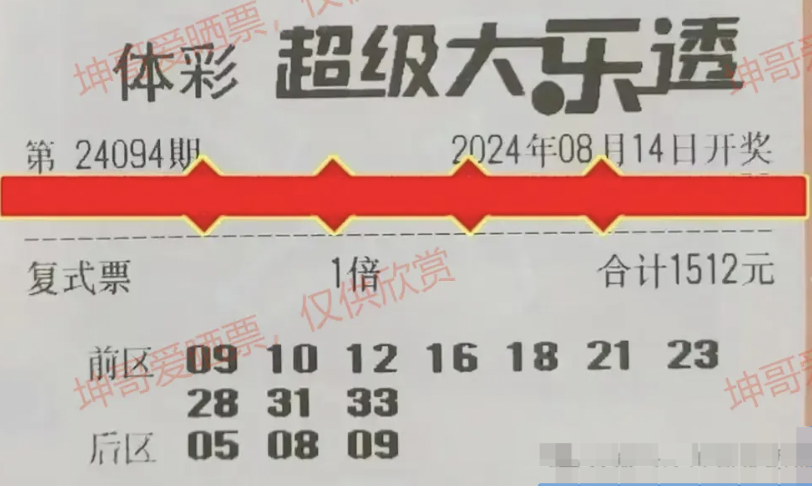 体彩 超级大乐透
第 24094期 2024年08月14日开奖
复式票 1倍 合计1512元
前区 09 10 12 16 18 21 23
28 31 33
后区 05 08 09
坤哥爱晒票，仅供欣赏
坤哥爱晒票，仅供欣赏
坤哥
坤哥